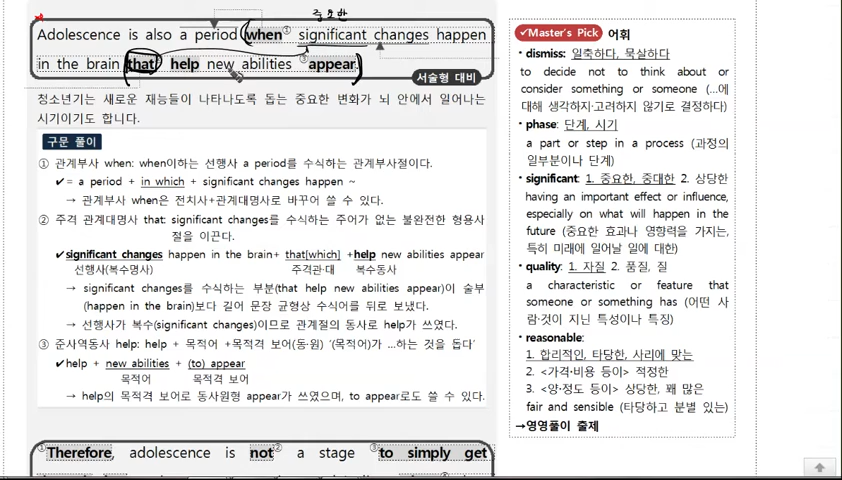 중요한
Adolescence is also a period when① significant changes happen
in the brain that help new abilities ③appear.
서술형 대비
청소년기는 새로운 재능들이 나타나도록 돕는 중요한 변화가 뇌 안에서 일어나는
시기이기도 합니다.
구문 풀이
① 관계부사 when: when이하는 선행사 a period를 수식하는 관계부사절이다.
✔= a period + in which + significant changes happen ~
→ 관계부사 when은 전치사+관계대명사로 바꾸어 쓸 수 있다.
② 주격 관계대명사 that: significant changes를 수식하는 주어가 없는 불완전한 형용사
절을 이끈다.
✔significant changes happen in the brain+ that[which] +help new abilities appear
선행사(복수명사) 주격관·대 복수동사
→ significant changes를 수식하는 부분(that help new abilities appear)이 술부
(happen in the brain)보다 길어 문장 균형상 수식어를 뒤로 보냈다.
→ 선행사가 복수(significant changes)이므로 관계절의 동사로 help가 쓰였다.
③ 준사역동사 help: help + 목적어 +목적격 보어(동·원) '(목적어)가 …하는 것을 돕다'
✔help + new abilities + (to) appear
목적어 목적격 보어
→ help의 목적격 보어로 동사원형 appear가 쓰였으며, to appear로도 쓸 수 있다.
①Therefore, adolescence is not② a stage ③to simply get
✔Master's Pick 어휘
・dismiss: 일축하다, 묵살하다
to decide not to think about or
consider something or someone (…에
대해 생각하지·고려하지 않기로 결정하다)
・phase: 단계, 시기
a part or step in a process (과정의
일부분이나 단계)
・significant: 1. 중요한, 중대한 2. 상당한
having an important effect or influence,
especially on what will happen in the
future (중요한 효과나 영향력을 가지는,
특히 미래에 일어날 일에 대한)
・quality: 1. 자질 2. 품질, 질
a characteristic or feature that
someone or something has (어떤 사
람·것이 지닌 특성이나 특징)
・reasonable:
1. 합리적인, 타당한, 사리에 맞는
2. <가격·비용 등이> 적정한
3. <양·정도 등이> 상당한, 꽤 많은
fair and sensible (타당하고 분별 있는)
→영영풀이 출제